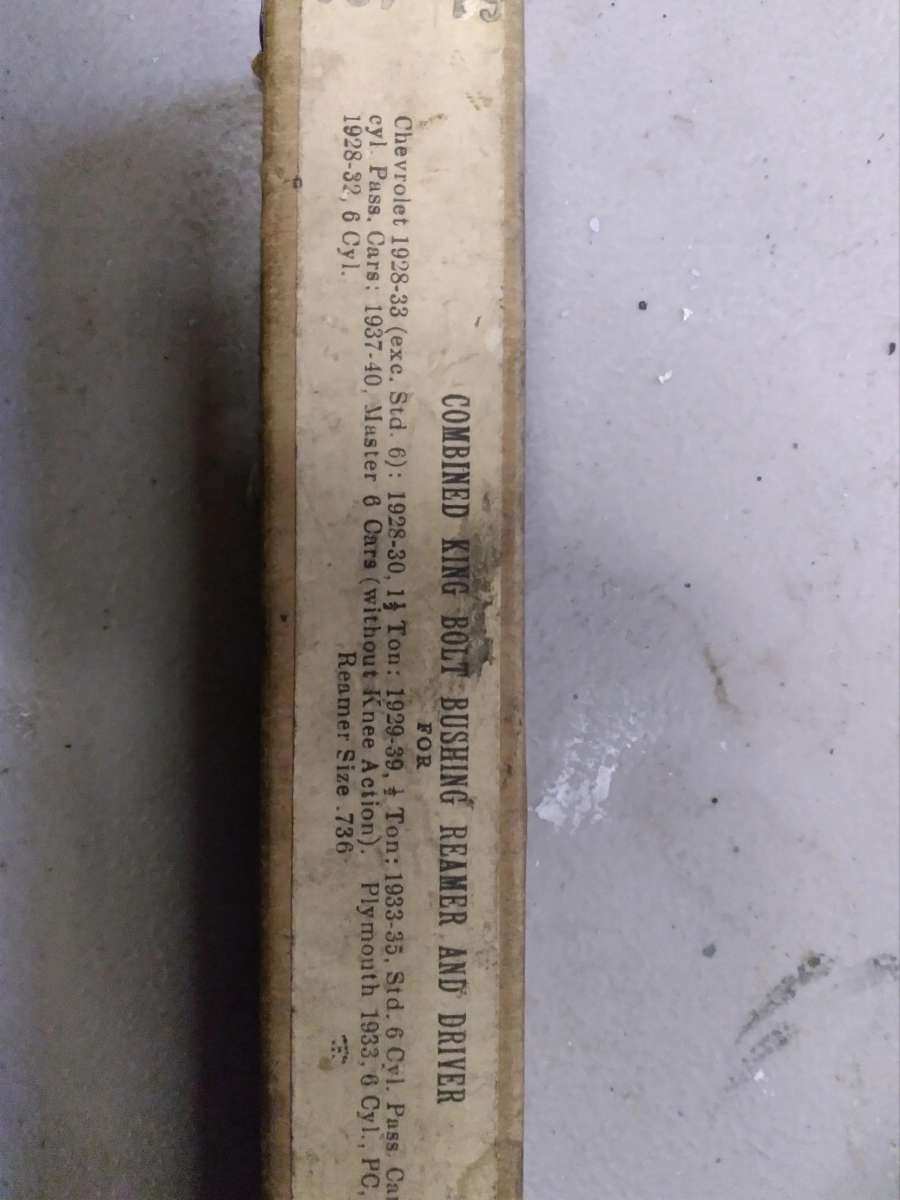 COMBINED KING BOLT BUSHING REAMER AND DRIVER
FOR
Chevrolet 1928-33 (exc. Std. 6): 1928-30, 1½ Ton: 1929-39, ½ Ton: 1933-35, Std. 6 Cyl. Pass.
cyl. Pass. Cars: 1937-40, Master 6 Cars (without Knee Action). Plymouth 1933, 6 Cyl., PC,
1928-32, 6 Cyl.
Reamer Size .736